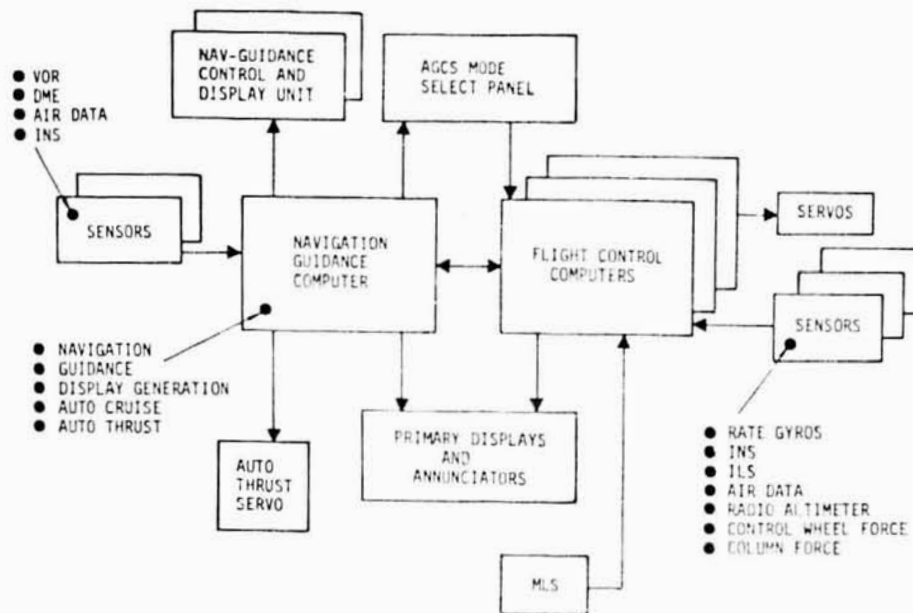 NAV-GUIDANCE
CONTROL AND
DISPLAY UNIT
AGCS MODE
SELECT PANEL
● VOR
● DME
● AIR DATA
● INS
SENSORS
NAVIGATION
GUIDANCE
COMPUTER
FLIGHT CONTROL
COMPUTERS
SERVOS
SENSORS
● NAVIGATION
● GUIDANCE
● DISPLAY GENERATION
● AUTO CRUISE
● AUTO THRUST
AUTO
THRUST
SERVO
PRIMARY DISPLAYS
AND
ANNUNCIATORS
● RATE GYROS
● INS
● ILS
● AIR DATA
● RADIO ALTIMETER
● CONTROL WHEEL FORCE
● COLUMN FORCE
MLS